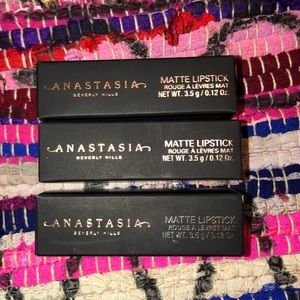 ANASTASIA
BEVERLY HILLS
MATTE LIPSTICK
ROUGE À LÈVRES MAT
NET WT. 3.5 g / 0.12 Oz.
ANASTASIA
BEVERLY HILLS
MATTE LIPSTICK
ROUGE À LÈVRES MAT
NET WT. 3.5 g / 0.12 Oz.
ANASTASIA
BEVERLY HILLS
MATTE LIPSTICK
ROUGE À LÈVRES MAT
NET WT. 3.5 g / 0.12 Oz.